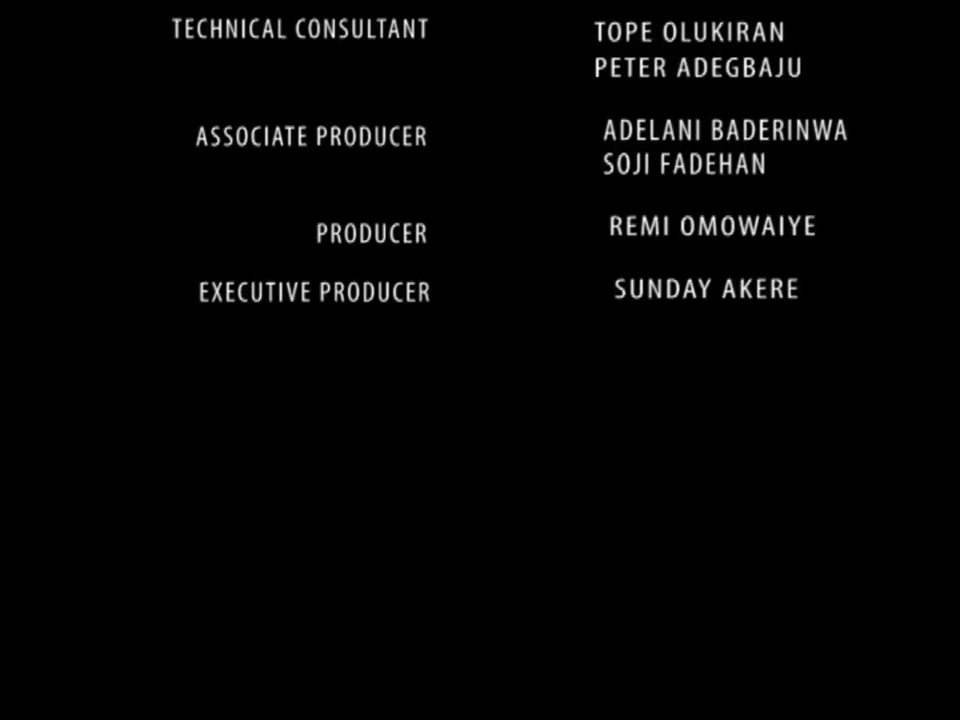 TECHNICAL CONSULTANT TOPE OLUKIRAN
PETER ADEGBAJU
ASSOCIATE PRODUCER ADELANI BADERINWA
SOJI FADEHAN
PRODUCER REMI OMOWAIYE
EXECUTIVE PRODUCER SUNDAY AKERE